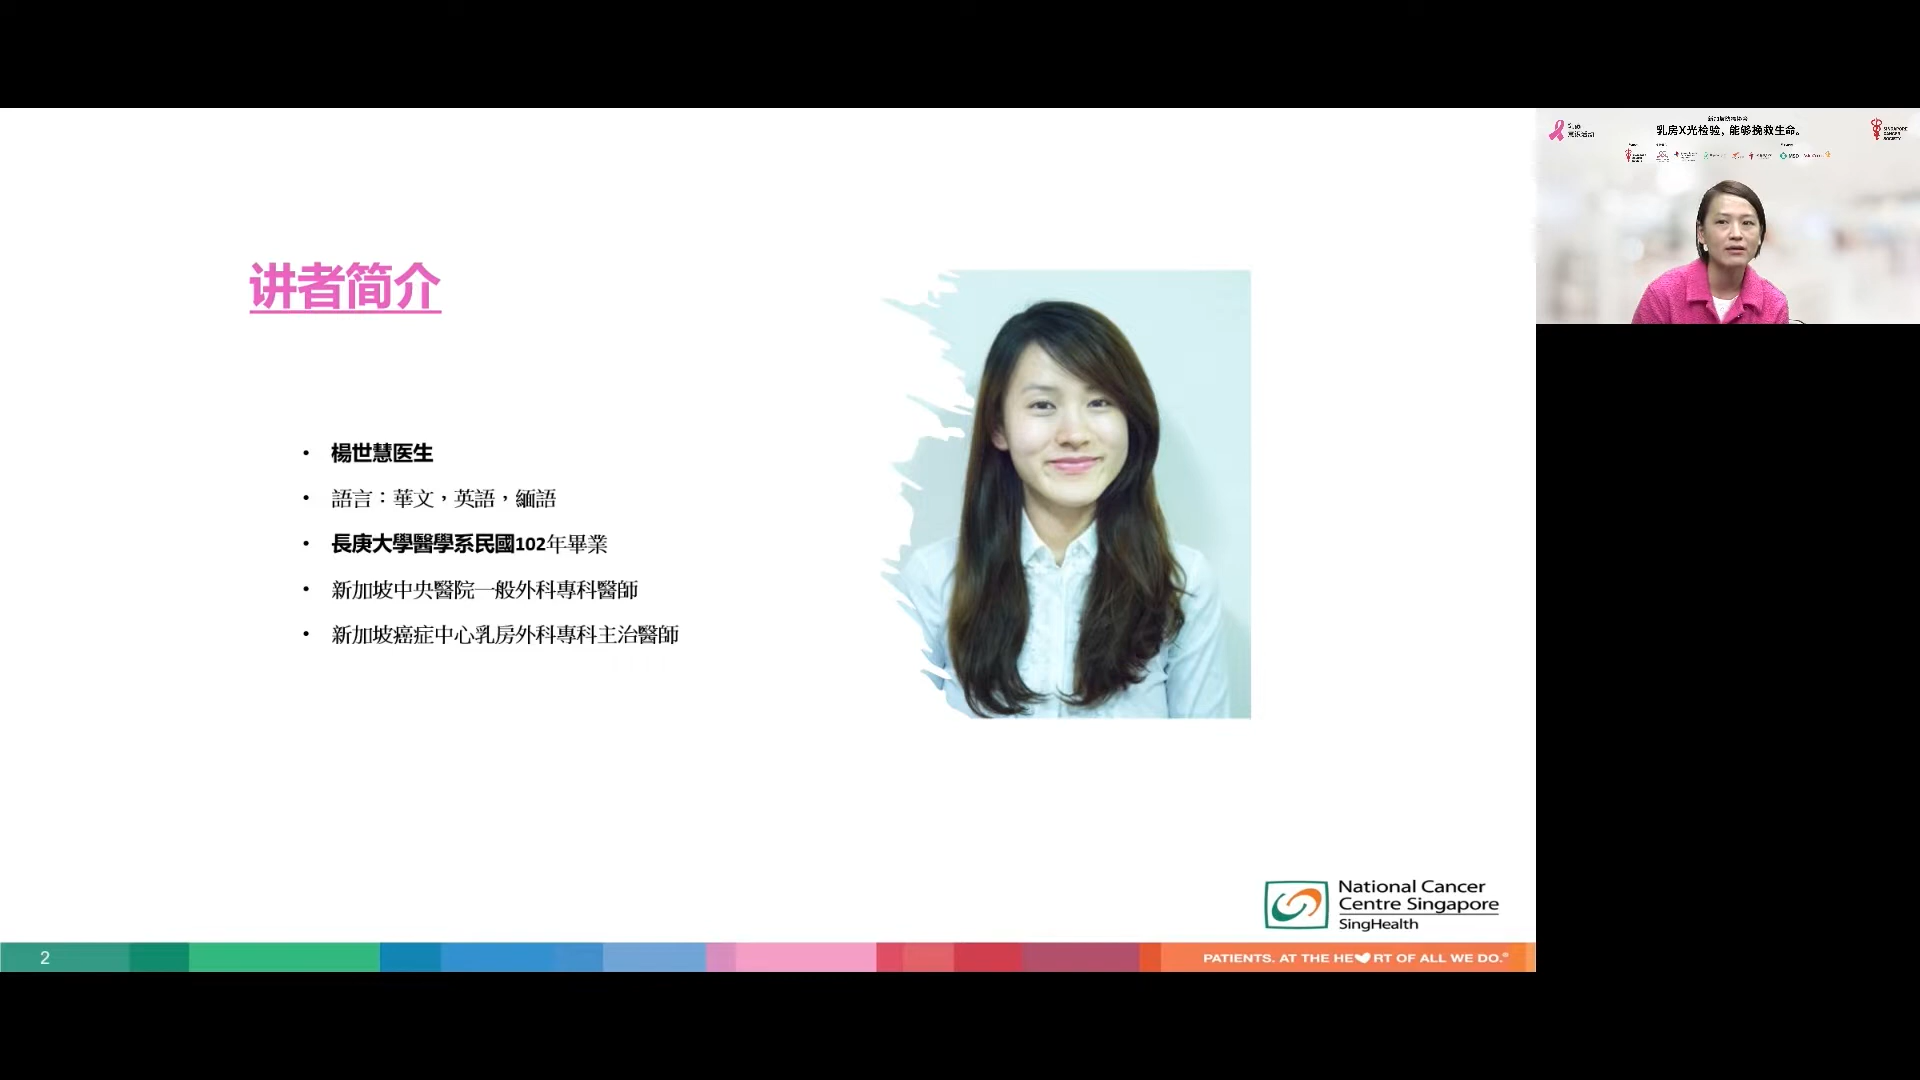 讲者简介
• 楊世慧医生
• 語言：華文，英語，緬語
• 長庚大學醫學系民國102年畢業
• 新加坡中央醫院一般外科專科醫師
• 新加坡癌症中心乳房外科專科主治醫師
National Cancer
Centre Singapore
SingHealth
2
PATIENTS. AT THE HE RT OF ALL WE DO.®
乳房X光检验，能够挽救生命。
SINGAPORE
CANCER
SOCIETY
MSD